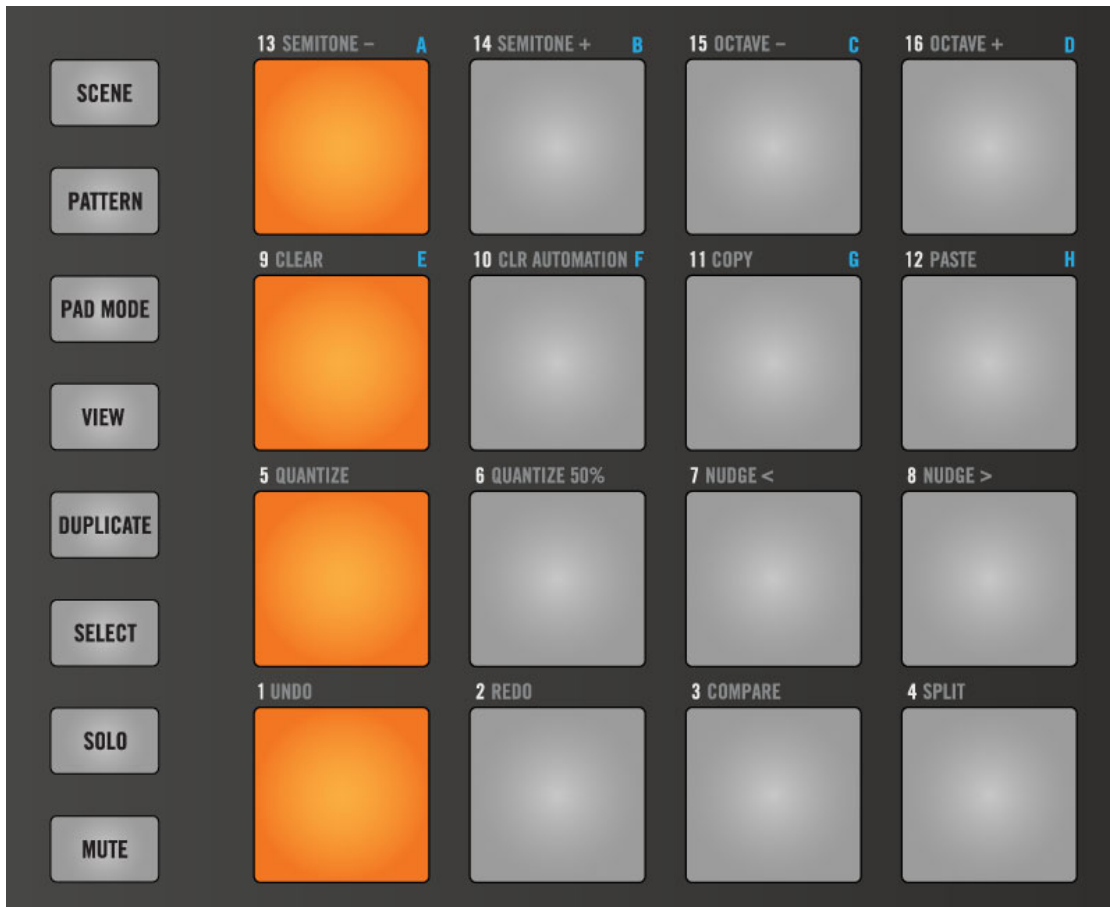 13 SEMITONE – A
14 SEMITONE + B
15 OCTAVE – C
16 OCTAVE + D
SCENE
PATTERN
9 CLEAR E
10 CLR AUTOMATION F
11 COPY G
12 PASTE H
PAD MODE
VIEW
5 QUANTIZE
6 QUANTIZE 50%
7 NUDGE <
8 NUDGE >
DUPLICATE
SELECT
1 UNDO
2 REDO
3 COMPARE
4 SPLIT
SOLO
MUTE